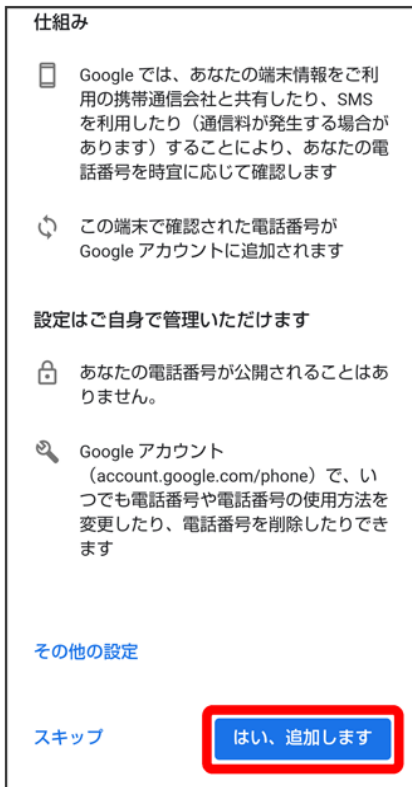 仕組み
Google では、あなたの端末情報をご利
用の携帯通信会社と共有したり、SMS
を利用したり（通信料が発生する場合が
あります）することにより、あなたの電
話番号を時宜に応じて確認します
この端末で確認された電話番号が
Google アカウントに追加されます
設定はご自身で管理いただけます
あなたの電話番号が公開されることはあ
りません。
Google アカウント
（account.google.com/phone）で、い
つでも電話番号や電話番号の使用方法を
変更したり、電話番号を削除したりでき
ます
その他の設定
スキップ
はい、追加します